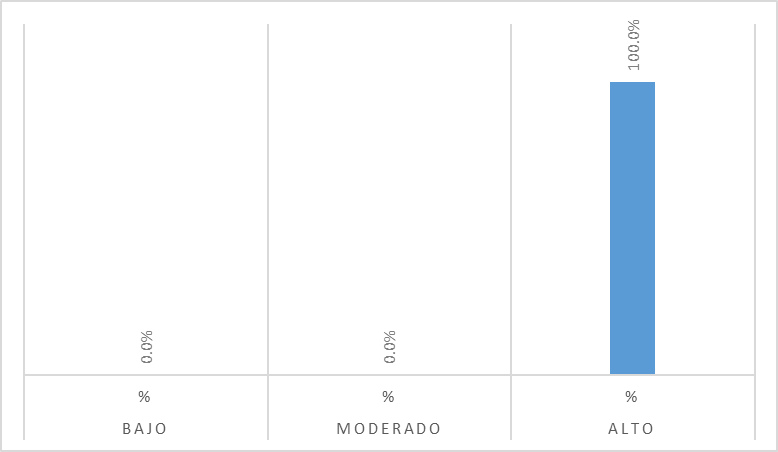 100.0%
0.0% 0.0%
% % %
BAJO MODERADO ALTO